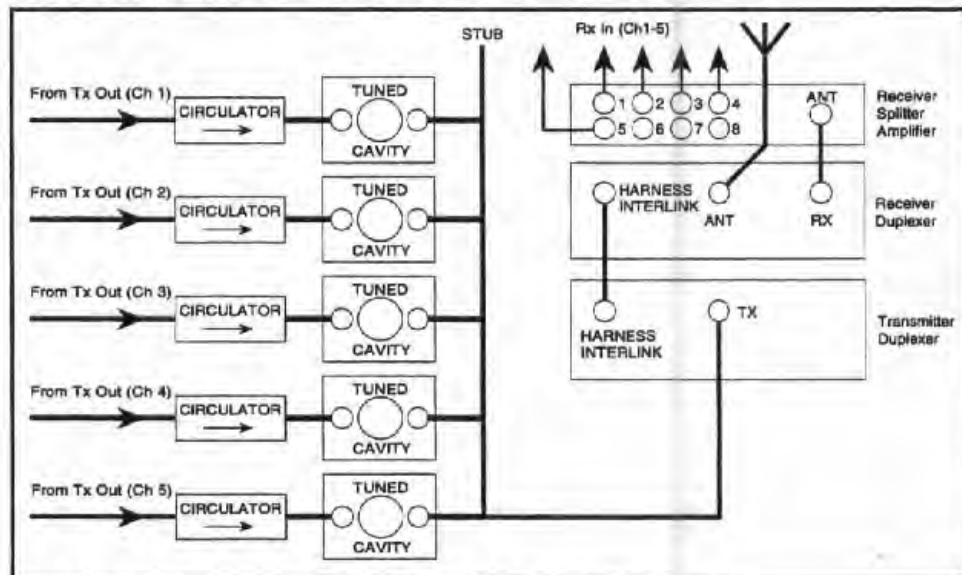 STUB
Rx In (Ch1-5)
From Tx Out (Ch 1)
CIRCULATOR
TUNED
CAVITY
1
2
3
4
5
6
7
8
ANT
Receiver
Splitter
Amplifier
From Tx Out (Ch 2)
CIRCULATOR
TUNED
CAVITY
HARNESS
INTERLINK
ANT
RX
Receiver
Duplexer
From Tx Out (Ch 3)
CIRCULATOR
TUNED
CAVITY
HARNESS
INTERLINK
TX
Transmitter
Duplexer
From Tx Out (Ch 4)
CIRCULATOR
TUNED
CAVITY
From Tx Out (Ch 5)
CIRCULATOR
TUNED
CAVITY